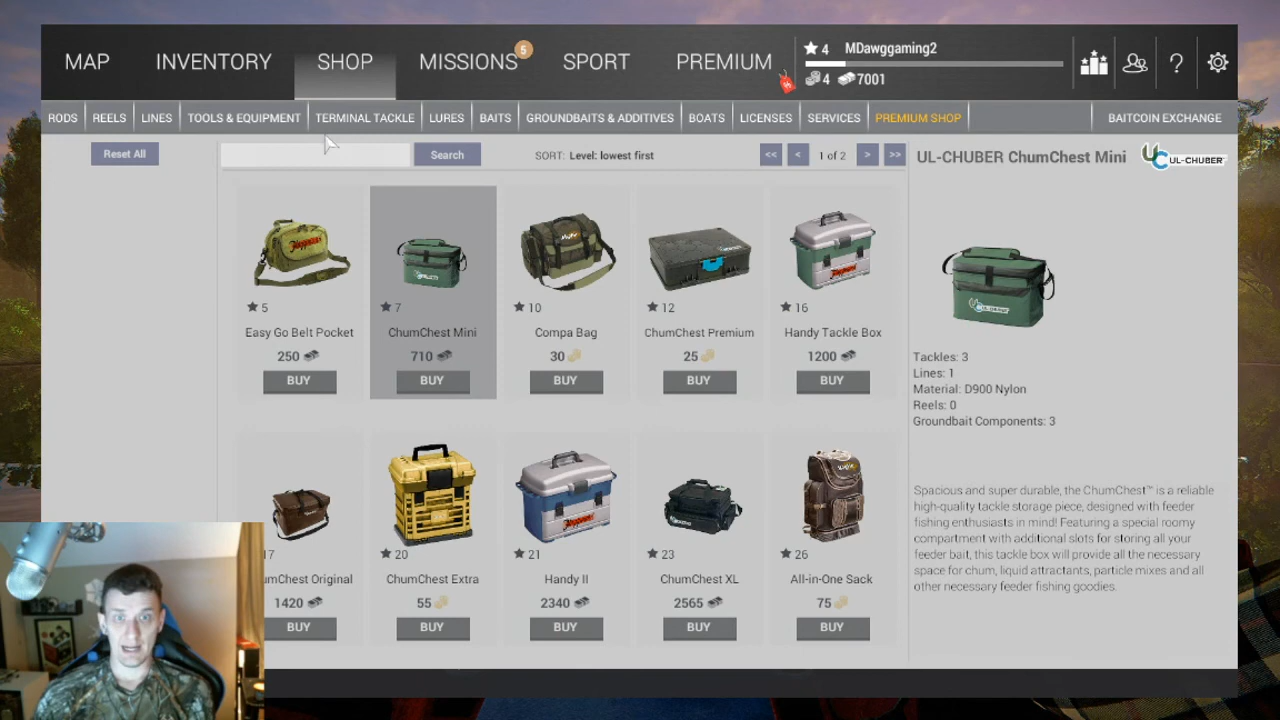 MAP INVENTORY SHOP MISSIONS 5 SPORT PREMIUM
4 MDawggaming2
4 7001
RODS REELS LINES TOOLS & EQUIPMENT TERMINAL TACKLE LURES BAITS GROUNDBAITS & ADDITIVES BOATS LICENSES SERVICES PREMIUM SHOP BAITCOIN EXCHANGE
Reset All Search SORT: Level: lowest first << < 1 of 2 > >>
UL-CHUBER ChumChest Mini UL-CHUBER
5 7 10 12 16
Easy Go Belt Pocket ChumChest Mini Compa Bag ChumChest Premium Handy Tackle Box
250 710 30 25 1200
BUY BUY BUY BUY BUY
Tackles: 3
Lines: 1
Material: D900 Nylon
Reels: 0
Groundbait Components: 3
Spacious and super durable, the ChumChest™ is a reliable
high-quality tackle storage piece, designed with feeder
fishing enthusiasts in mind! Featuring a special roomy
compartment with additional slots for storing all your
feeder bait, this tackle box will provide all the necessary
space for chum, liquid attractants, particle mixes and all
other necessary feeder fishing goodies.
17 20 21 23 26
umChest Original ChumChest Extra Handy II ChumChest XL All-in-One Sack
1420 55 2340 2565 75
BUY BUY BUY BUY BUY